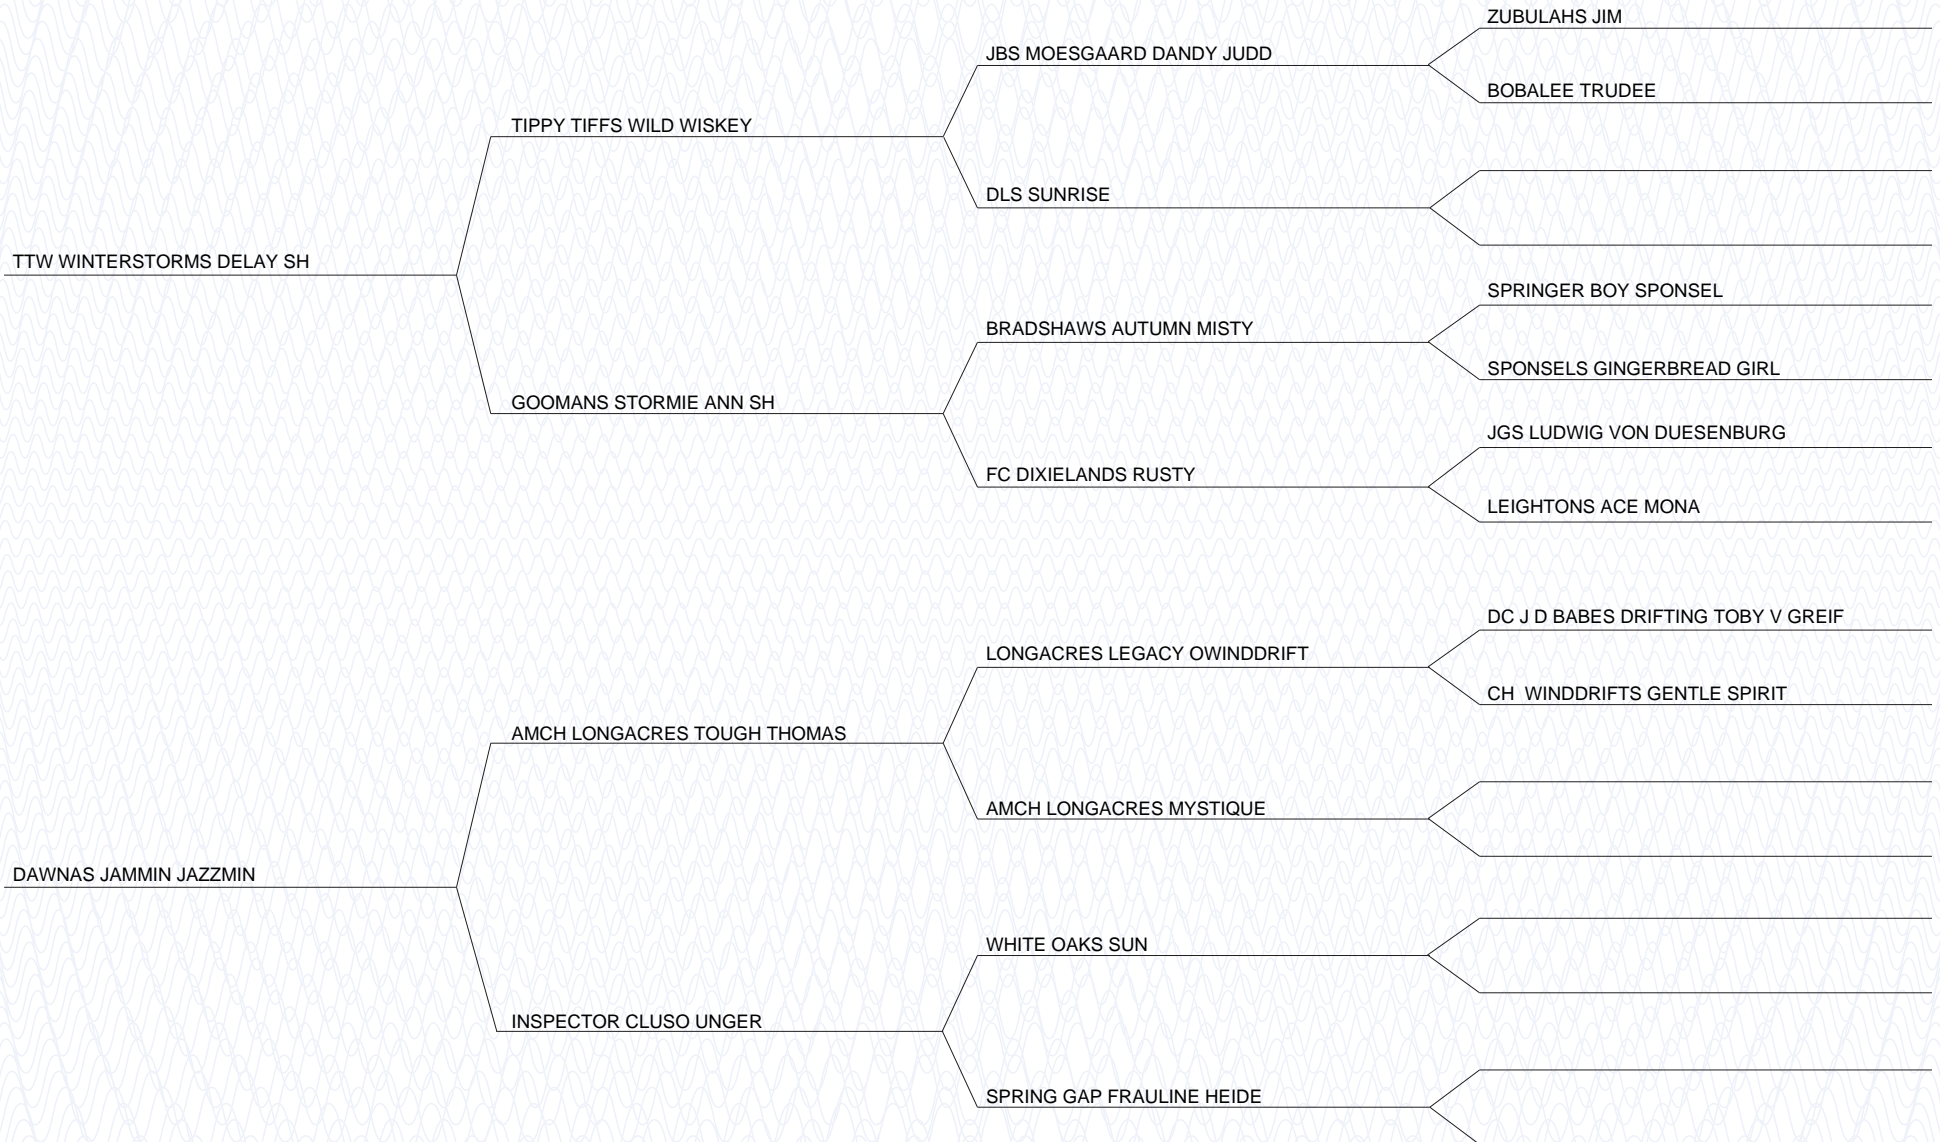 ZUBULAHS JIM
JBS MOESGAARD DANDY JUDD
BOBALEE TRUDEE
TIPPY TIFFS WILD WISKEY
DLS SUNRISE
TTW WINTERSTORMS DELAY SH
SPRINGER BOY SPONSEL
BRADSHAWS AUTUMN MISTY
SPONSELS GINGERBREAD GIRL
GOOMANS STORMIE ANN SH
JGS LUDWIG VON DUESENBURG
FC DIXIELANDS RUSTY
LEIGHTONS ACE MONA
DC J D BABES DRIFTING TOBY V GREIF
LONGACRES LEGACY OWINDDRIFT
CH  WINDDRIFTS GENTLE SPIRIT
AMCH LONGACRES TOUGH THOMAS
AMCH LONGACRES MYSTIQUE
DAWNAS JAMMIN JAZZMIN
WHITE OAKS SUN
INSPECTOR CLUSO UNGER
SPRING GAP FRAULINE HEIDE